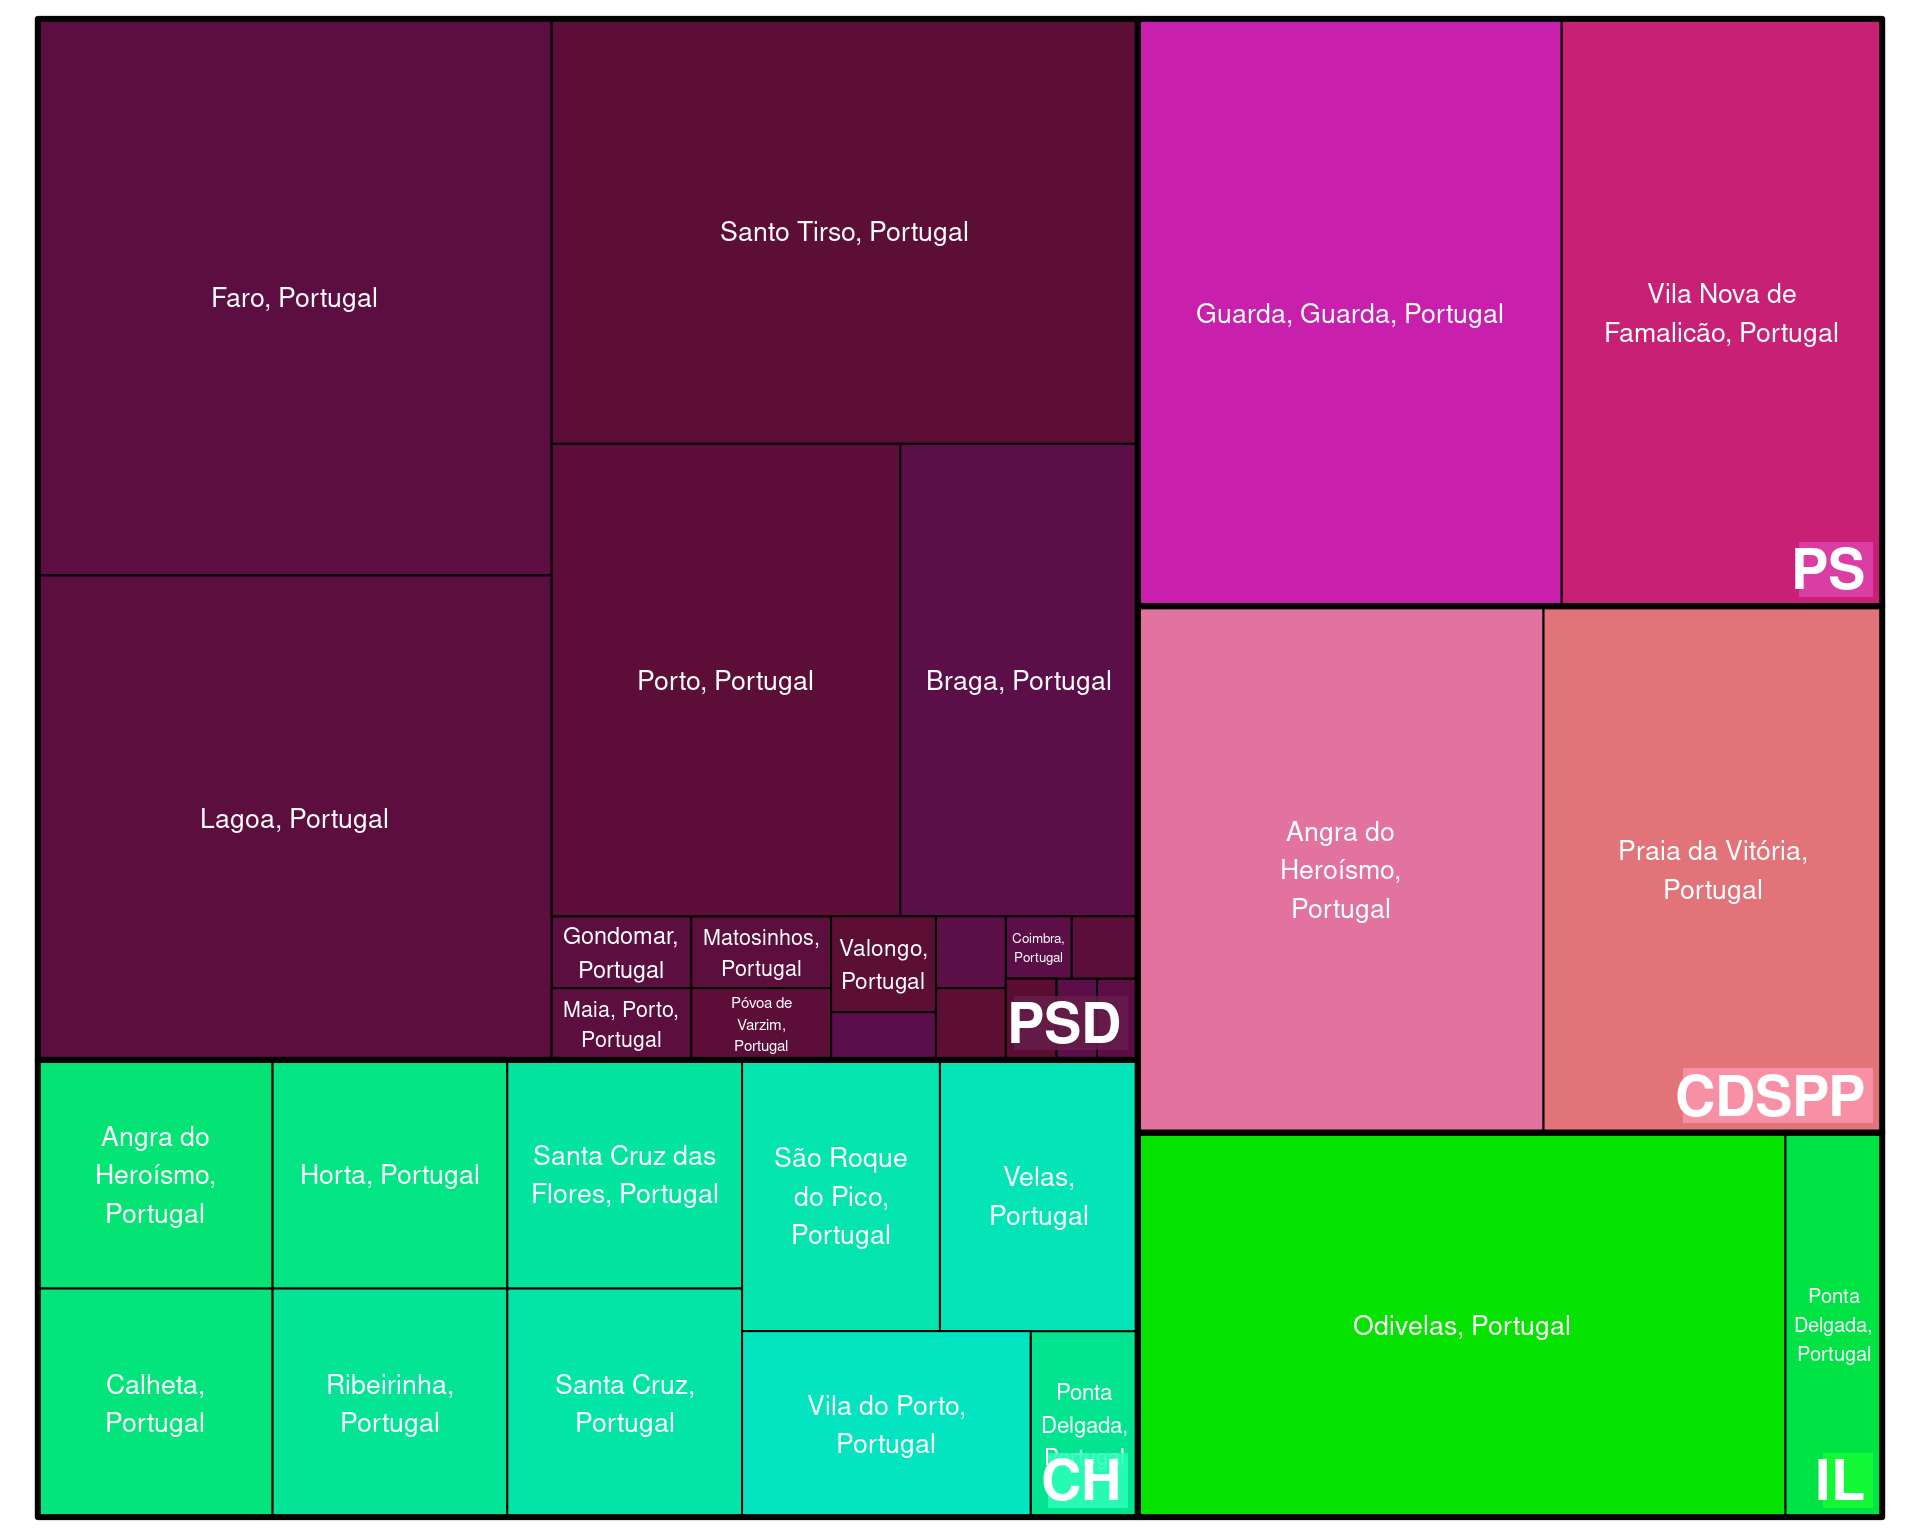 Faro, Portugal
Santo Tirso, Portugal
Lagoa, Portugal
Porto, Portugal
Braga, Portugal
Gondomar,
Portugal
Matosinhos,
Portugal
Valongo,
Portugal
Coimbra,
Portugal
Maia, Porto,
Portugal
Póvoa de
Varzim,
Portugal
PSD
Guarda, Guarda, Portugal
Vila Nova de
Famalicão, Portugal
PS
Angra do
Heroísmo,
Portugal
Praia da Vitória,
Portugal
CDSPP
Angra do
Heroísmo,
Portugal
Horta, Portugal
Santa Cruz das
Flores, Portugal
São Roque
do Pico,
Portugal
Velas,
Portugal
Calheta,
Portugal
Ribeirinha,
Portugal
Santa Cruz,
Portugal
Vila do Porto,
Portugal
Ponta
Delgada,
Portugal
CH
Odivelas, Portugal
Ponta
Delgada,
Portugal
IL